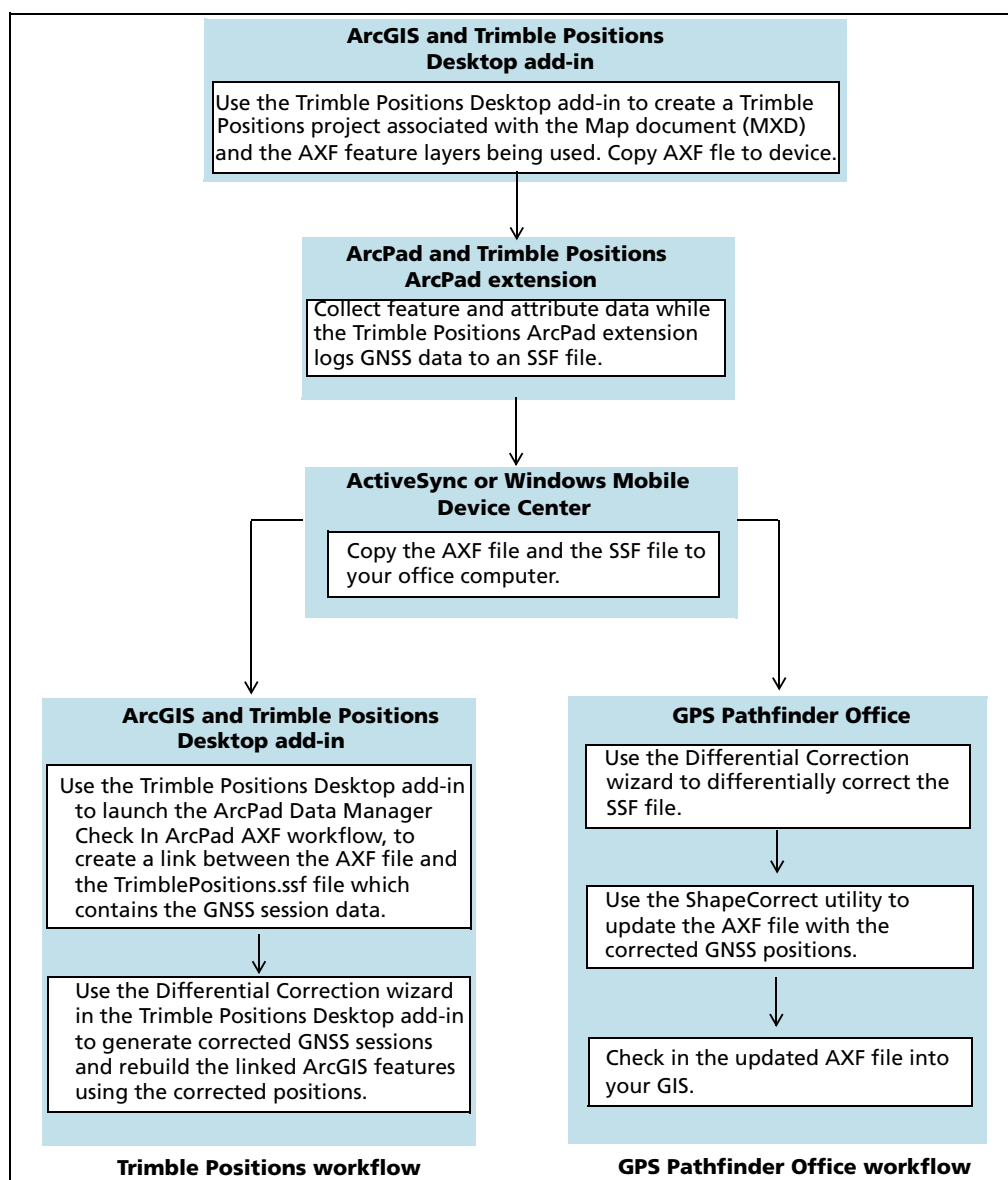 ArcGIS and Trimble Positions
Desktop add-in
Use the Trimble Positions Desktop add-in to create a Trimble
Positions project associated with the Map document (MXD)
and the AXF feature layers being used. Copy AXF fle to device.
ArcPad and Trimble Positions
ArcPad extension
Collect feature and attribute data while
the Trimble Positions ArcPad extension
logs GNSS data to an SSF file.
ActiveSync or Windows Mobile
Device Center
Copy the AXF file and the SSF file to
your office computer.
ArcGIS and Trimble Positions
Desktop add-in
Use the Trimble Positions Desktop add-in
to launch the ArcPad Data Manager
Check In ArcPad AXF workflow, to
create a link between the AXF file and
the TrimblePositions.ssf file which
contains the GNSS session data.
Use the Differential Correction wizard
in the Trimble Positions Desktop add-in
to generate corrected GNSS sessions
and rebuild the linked ArcGIS features
using the corrected positions.
Trimble Positions workflow
GPS Pathfinder Office
Use the Differential Correction
wizard to differentially correct the
SSF file.
Use the ShapeCorrect utility to
update the AXF file with the
corrected GNSS positions.
Check in the updated AXF file into
your GIS.
GPS Pathfinder Office workflow